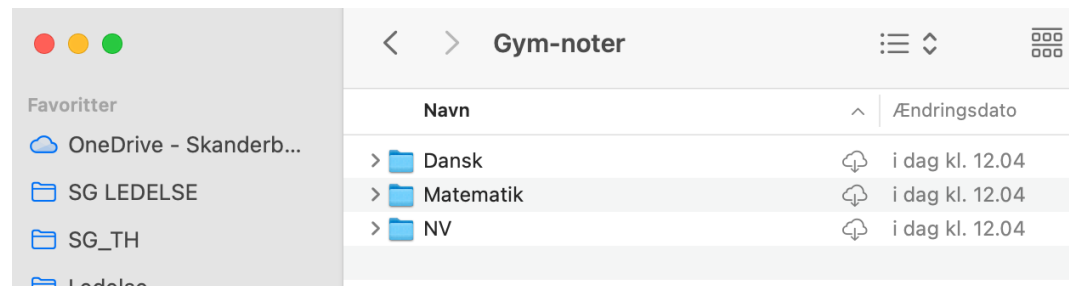 Gym-noter
Favoritter
OneDrive - Skanderb...
SG LEDELSE
SG_TH
Ledelse
Navn
Ændringsdato
Dansk
i dag kl. 12.04
Matematik
i dag kl. 12.04
NV
i dag kl. 12.04